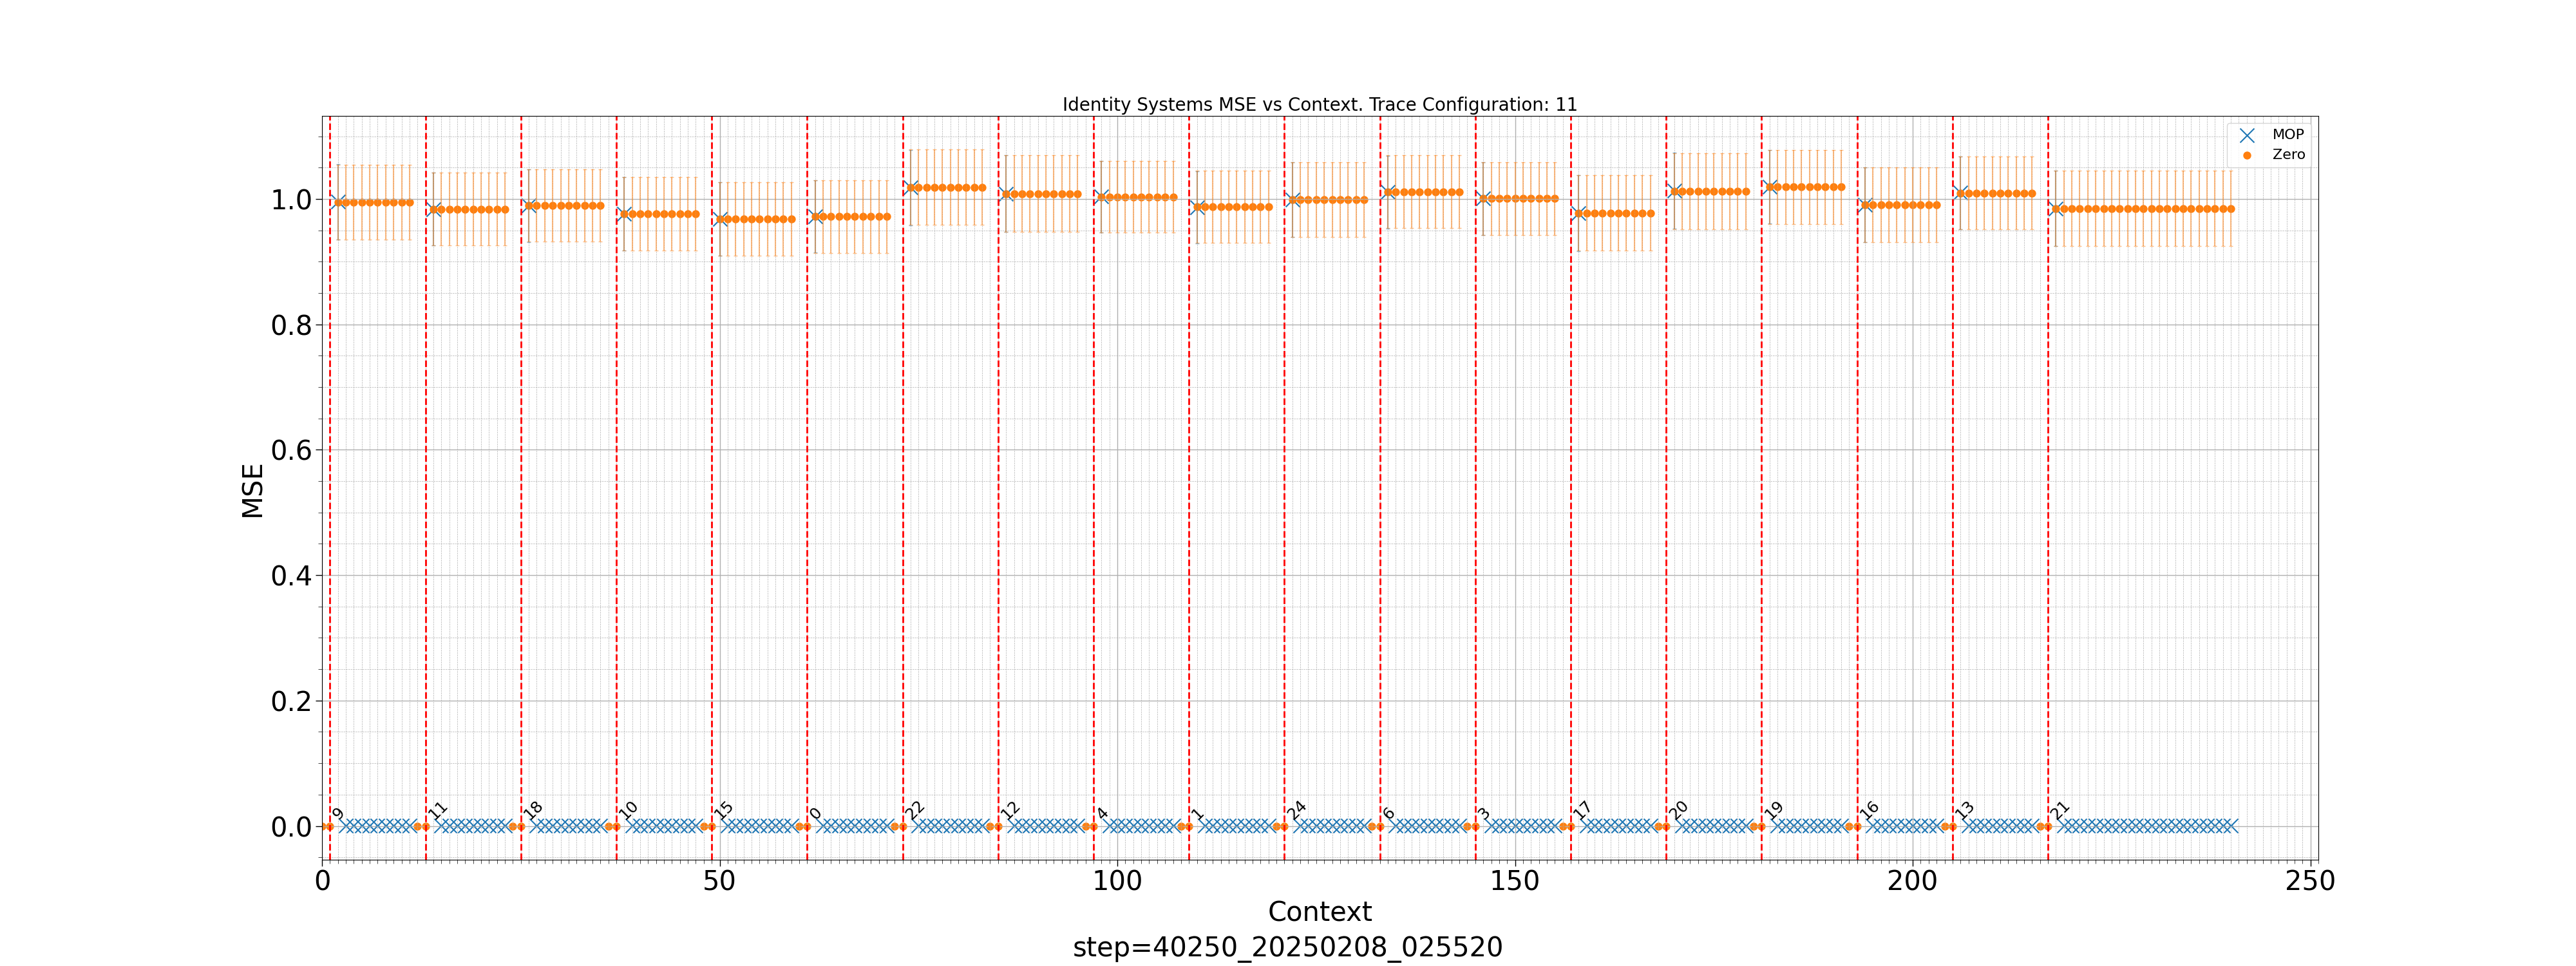 Identity Systems MSE vs Context. Trace Configuration: 11
MOP
Zero
1.0
0.8
0.6
0.4
0.2
0.0
MSE
9 11 18 10 15 0 22 12 4 1 24 6 3 17 20 19 16 13 21
0 50 100 150 200 250
Context
step=40250_20250208_025520